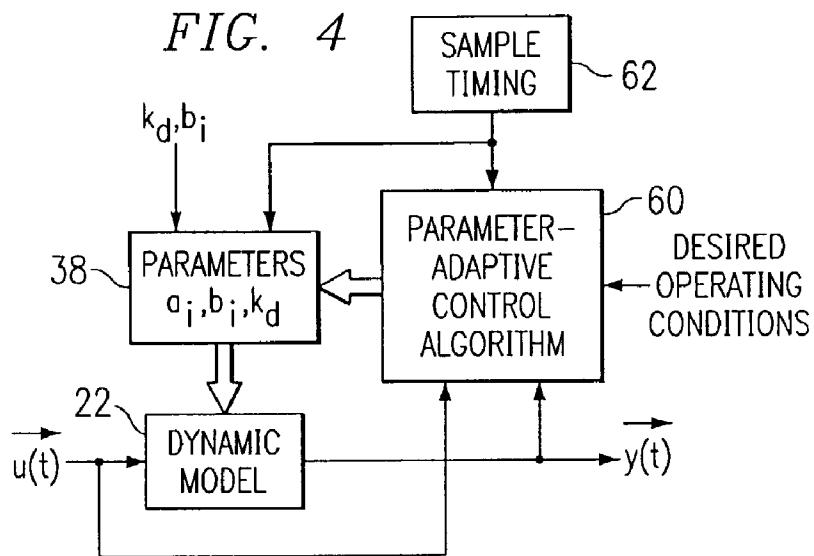 FIG. 4
SAMPLE
TIMING
62
k_d,b_i
60
PARAMETER–
ADAPTIVE
CONTROL
ALGORITHM
DESIRED
OPERATING
CONDITIONS
38
PARAMETERS
a_i,b_i,k_d
22
DYNAMIC
MODEL
u(t)
y(t)